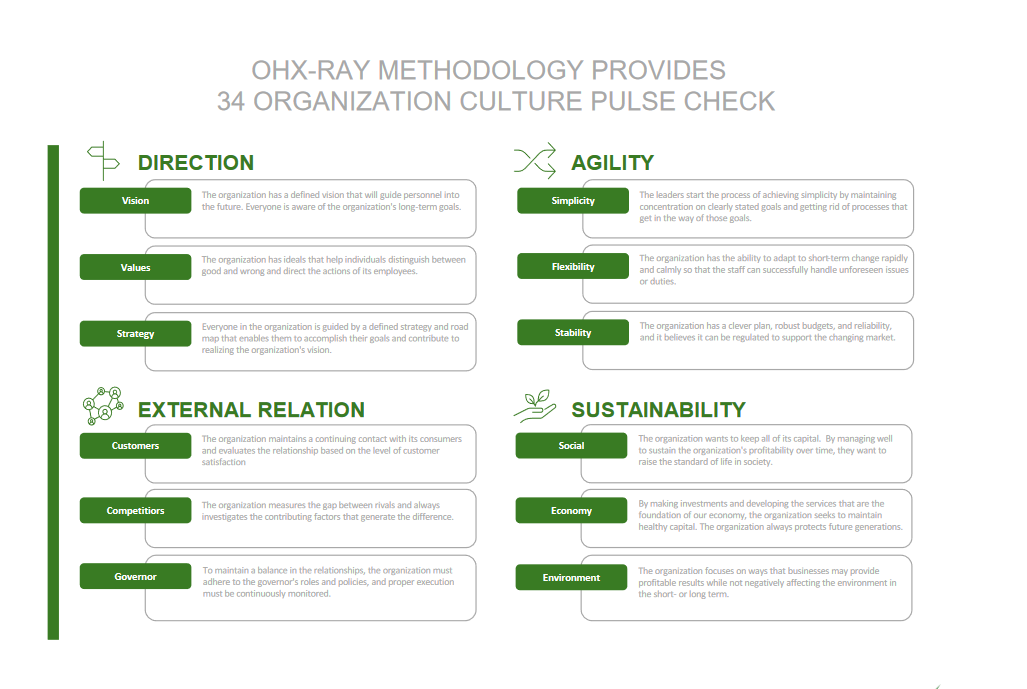 OHX-RAY METHODOLOGY PROVIDES
34 ORGANIZATION CULTURE PULSE CHECK
DIRECTION
Vision
The organization has a defined vision that will guide personnel into
the future. Everyone is aware of the organization's long-term goals.
Values
The organization has ideals that help individuals distinguish between
good and wrong and direct the actions of its employees.
Strategy
Everyone in the organization is guided by a defined strategy and road
map that enables them to accomplish their goals and contribute to
realizing the organization's vision.
EXTERNAL RELATION
Customers
The organization maintains a continuing contact with its consumers
and evaluates the relationship based on the level of customer
satisfaction
Competitiors
The organization measures the gap between rivals and always
investigates the contributing factors that generate the difference.
Governor
To maintain a balance in the relationships, the organization must
adhere to the governor's roles and policies, and proper execution
must be continuously monitored.
AGILITY
Simplicity
The leaders start the process of achieving simplicity by maintaining
concentration on clearly stated goals and getting rid of processes that
get in the way of those goals.
Flexibility
The organization has the ability to adapt to short-term change rapidly
and calmly so that the staff can successfully handle unforeseen issues
or duties.
Stability
The organization has a clever plan, robust budgets, and reliability,
and it believes it can be regulated to support the changing market.
SUSTAINABILITY
Social
The organization wants to keep all of its capital. By managing well
to sustain the organization's profitability over time, they want to
raise the standard of life in society.
Economy
By making investments and developing the services that are the
foundation of our economy, the organization seeks to maintain
healthy capital. The organization always protects future generations.
Environment
The organization focuses on ways that businesses may provide
profitable results while not negatively affecting the environment in
the short- or long term.